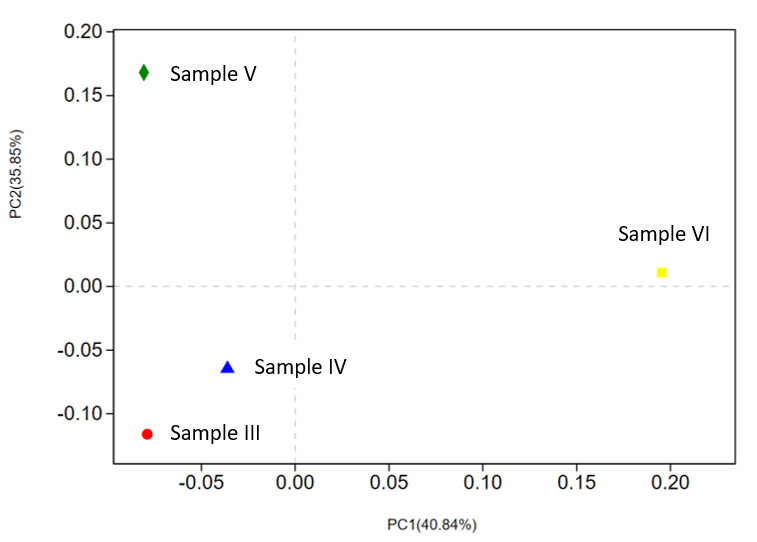 0.20
Sample V
0.15
0.10
PC2(35.85%)
0.05
Sample VI
0.00
-0.05
Sample IV
-0.10
Sample III
-0.05 0.00 0.05 0.10 0.15 0.20
PC1(40.84%)